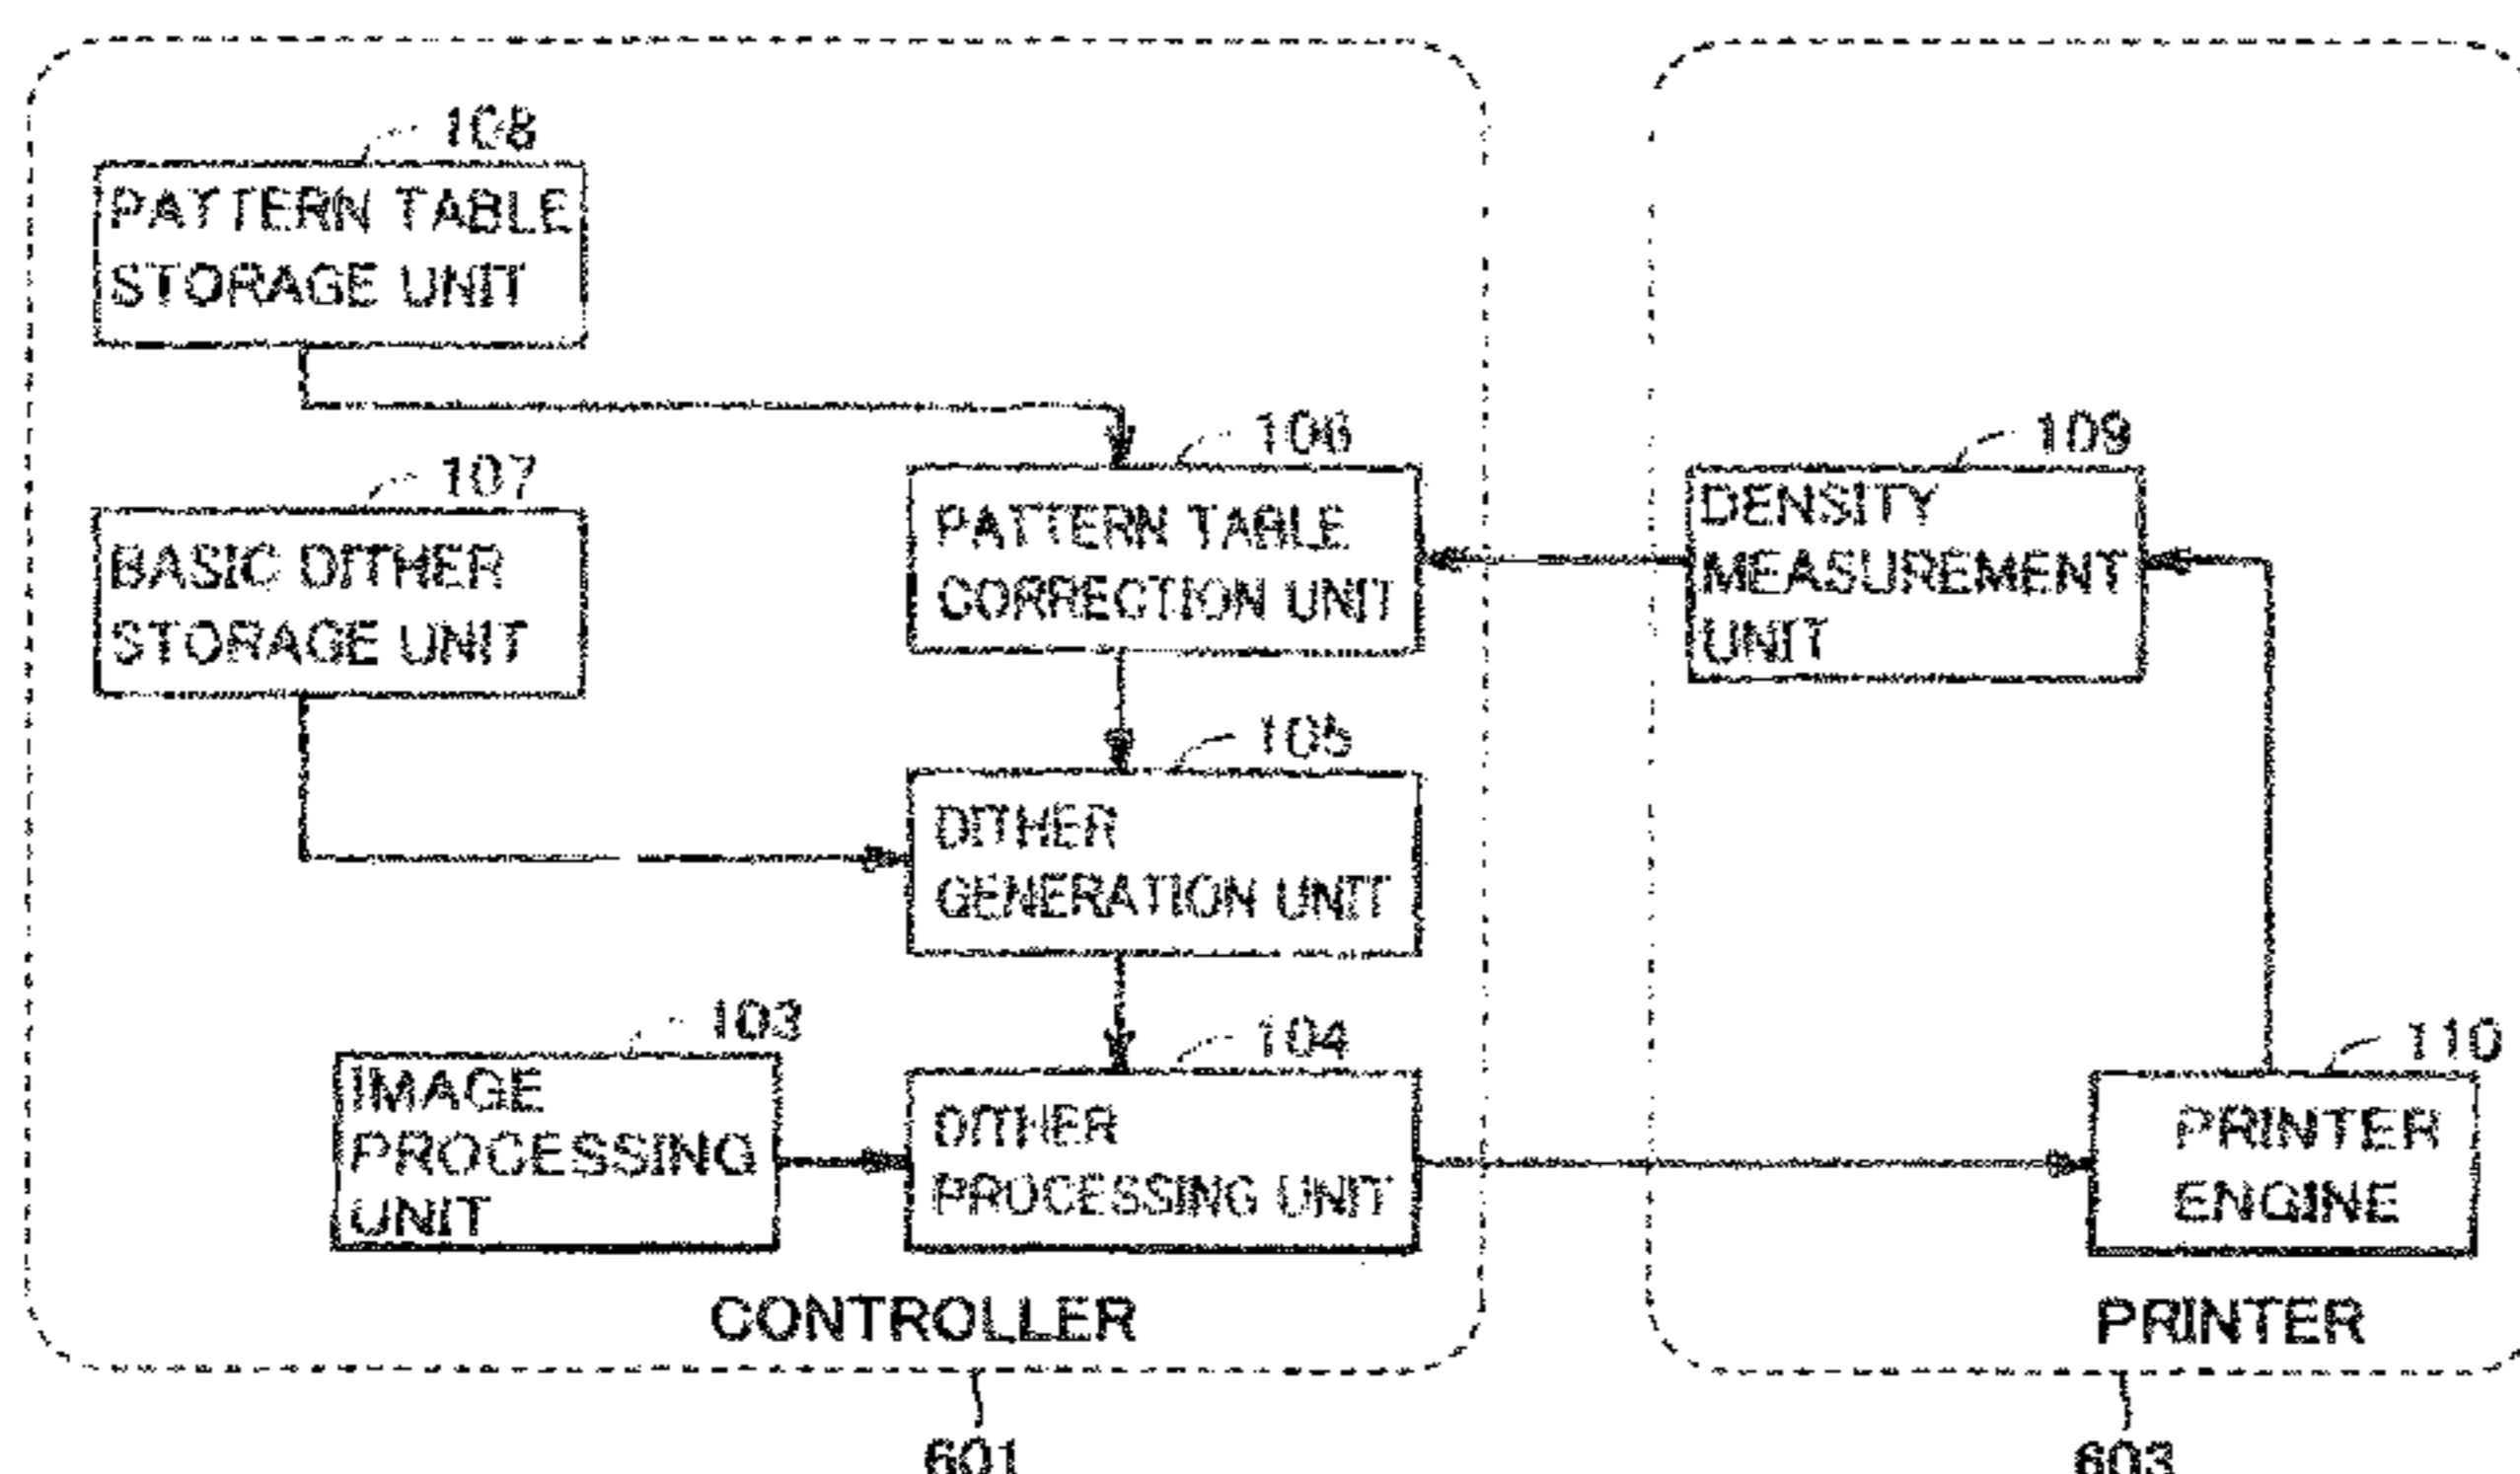 108
PATTERN TABLE
STORAGE UNIT
107
BASIC DITHER
STORAGE UNIT
106
PATTERN TABLE
CORRECTION UNIT
109
DENSITY
MEASUREMENT
UNIT
105
DITHER
GENERATION UNIT
103
IMAGE
PROCESSING
UNIT
104
DITHER
PROCESSING UNIT
110
PRINTER
ENGINE
CONTROLLER
PRINTER
601
603